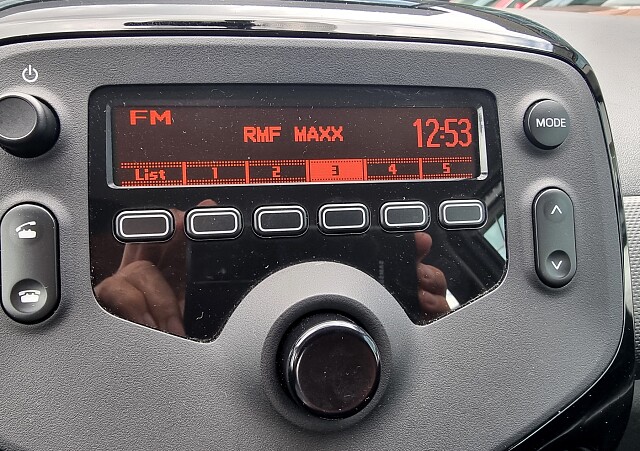 FM
RMF MAXX 12:53
List 1 2 3 4 5
MODE